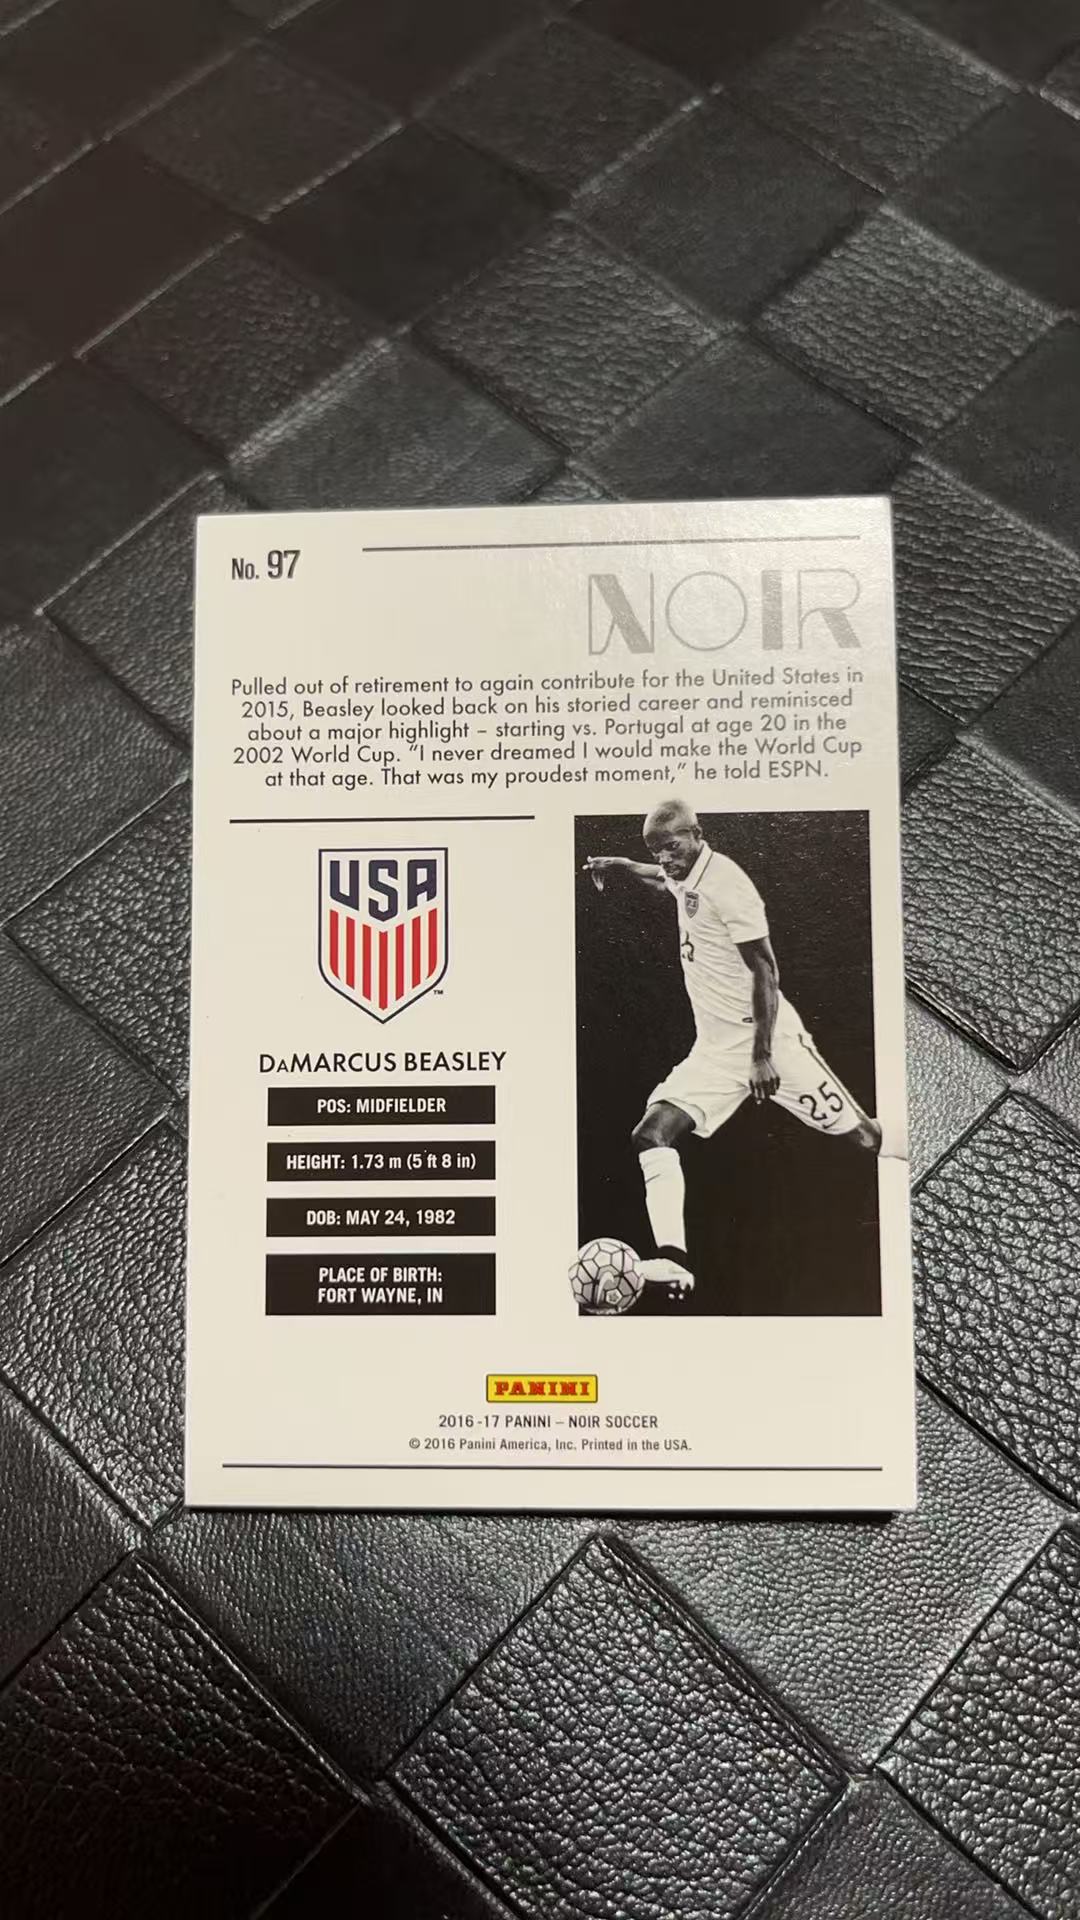 No. 97
NOIR
Pulled out of retirement to again contribute for the United States in
2015, Beasley looked back on his storied career and reminisced
about a major highlight – starting vs. Portugal at age 20 in the
2002 World Cup. "I never dreamed I would make the World Cup
at that age. That was my proudest moment," he told ESPN.
USA
™
DaMARCUS BEASLEY
POS: MIDFIELDER
HEIGHT: 1.73 m (5 ft 8 in)
DOB: MAY 24, 1982
PLACE OF BIRTH:
FORT WAYNE, IN
25
PANINI
2016-17 PANINI – NOIR SOCCER
© 2016 Panini America, Inc. Printed in the USA.